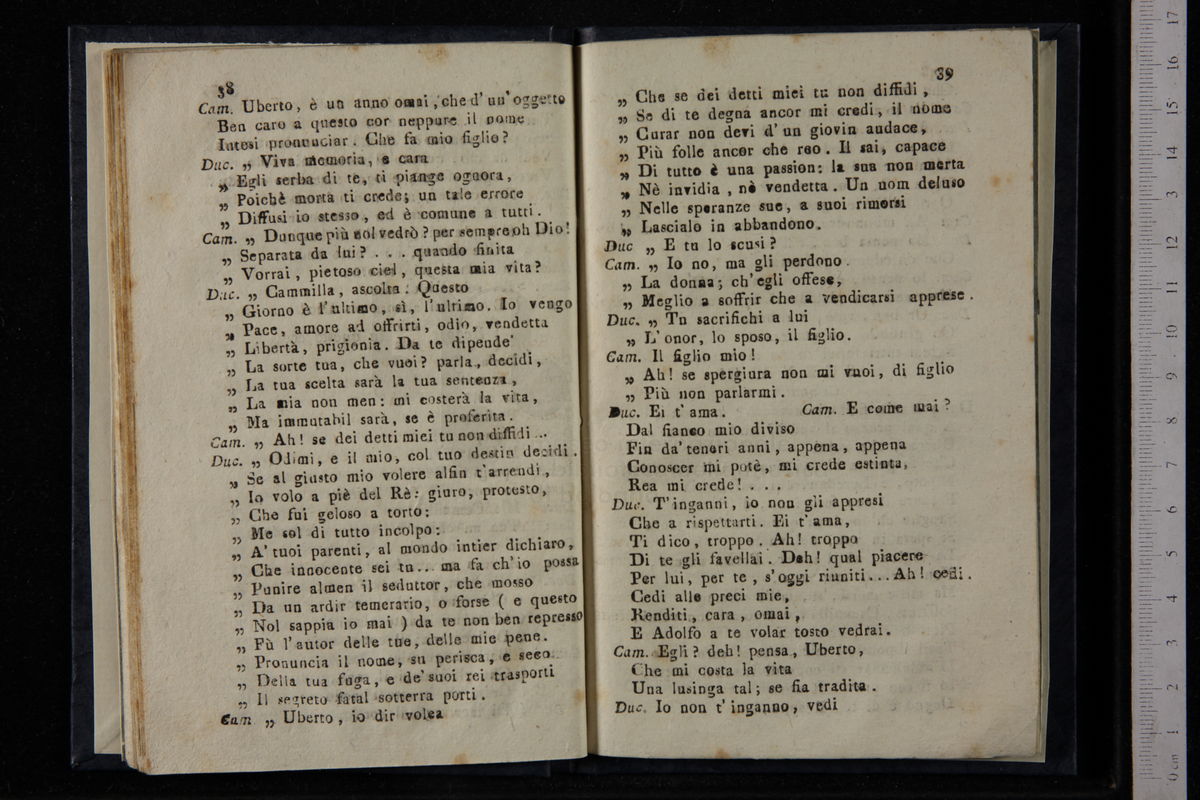 38
Cam. Uberto, è un anno omai, che d' un' oggetto
Ben caro a questo cor neppure il nome
Intesi pronunciar. Che fa mio figlio?
Duc. „ Viva memoria, e cara
„ Egli serba di te, ti piange ognora,
„ Poichè morta ti crede; un tale errore
„ Diffusi io stesso, ed è comune a tutti.
Cam. „ Dunque più nol vedrò? per sempre oh Dio!
„ Separata da lui? . . . quando finita
„ Vorrai, pietoso ciel, questa mia vita?
Duc. „ Cammilla, ascolta: Questo
„ Giorno è l'ultimo, sì, l'ultimo. Io vengo
„ Pace, amore ad offrirti, odio, vendetta
„ Libertà, prigionia. Da te dipende
„ La sorte tua, che vuoi? parla, decidi,
„ La tua scelta sarà la tua sentenza,
„ La mia non men: mi costerà la vita,
„ Ma immutabil sarà, se è proferita.
Cam. „ Ah! se dei detti miei tu non diffidi ...
Duc. „ Odimi, e il mio, col tuo destin decidi.
„ Se al giusto mio volere alfin t'arrendi,
„ Io volo a piè del Rè: giuro, protesto,
„ Che fui geloso a torto:
„ Me sol di tutto incolpo:
„ A' tuoi parenti, al mondo intier dichiaro,
„ Che innocente sei tu... ma fa ch'io possa
„ Punire almen il seduttor, che mosso
„ Da un ardir temerario, o forse ( e questo
„ Nol sappia io mai ) da te non ben represso
„ Fù l'autor delle tue, delle mie pene.
„ Pronuncia il nome, su perisca, e seco
„ Della tua fuga, e de' suoi rei trasporti
„ Il segreto fatal sotterra porti.
Cam „ Uberto, io dir volea
39
„ Che se dei detti miei tu non diffidi,
„ Se di te degna ancor mi credi, il nome
„ Curar non devi d' un giovin audace,
„ Più folle ancor che reo. Il sai, capace
„ Di tutto è una passion: la sua non merta
„ Nè invidia, nè vendetta. Un uom deluso
„ Nelle speranze sue, a suoi rimorsi
„ Lascialo in abbandono.
Duc „ E tu lo scusi?
Cam. „ Io no, ma gli perdono.
„ La donna; ch'egli offese,
„ Meglio a soffrir che a vendicarsi apprese.
Duc. „ Tu sacrifichi a lui
„ L' onor, lo sposo, il figlio.
Cam. Il figlio mio!
„ Ah! se spergiura non mi vuoi, di figlio
„ Più non parlarmi.
Duc. Ei t' ama. Cam. E come mai?
Dal fianco mio diviso
Fin da' teneri anni, appena, appena
Conoscer mi potè, mi crede estinta,
Rea mi crede! . . .
Duc. T' inganni, io non gli appresi
Che a rispettarti. Ei t' ama,
Ti dico, troppo. Ah! troppo
Di te gli favellai. Deh! qual piacere
Per lui, per te, s'oggi riuniti... Ah! cedi.
Cedi alle preci mie,
Renditi, cara, omai,
E Adolfo a te volar tosto vedrai.
Cam. Egli? deh! pensa, Uberto,
Che mi costa la vita
Una lusinga tal; se fia tradita.
Duc. Io non t' inganno, vedi
0 cm 1 2 3 4 5 6 7 8 9 10 11 12 13 14 15 16 17